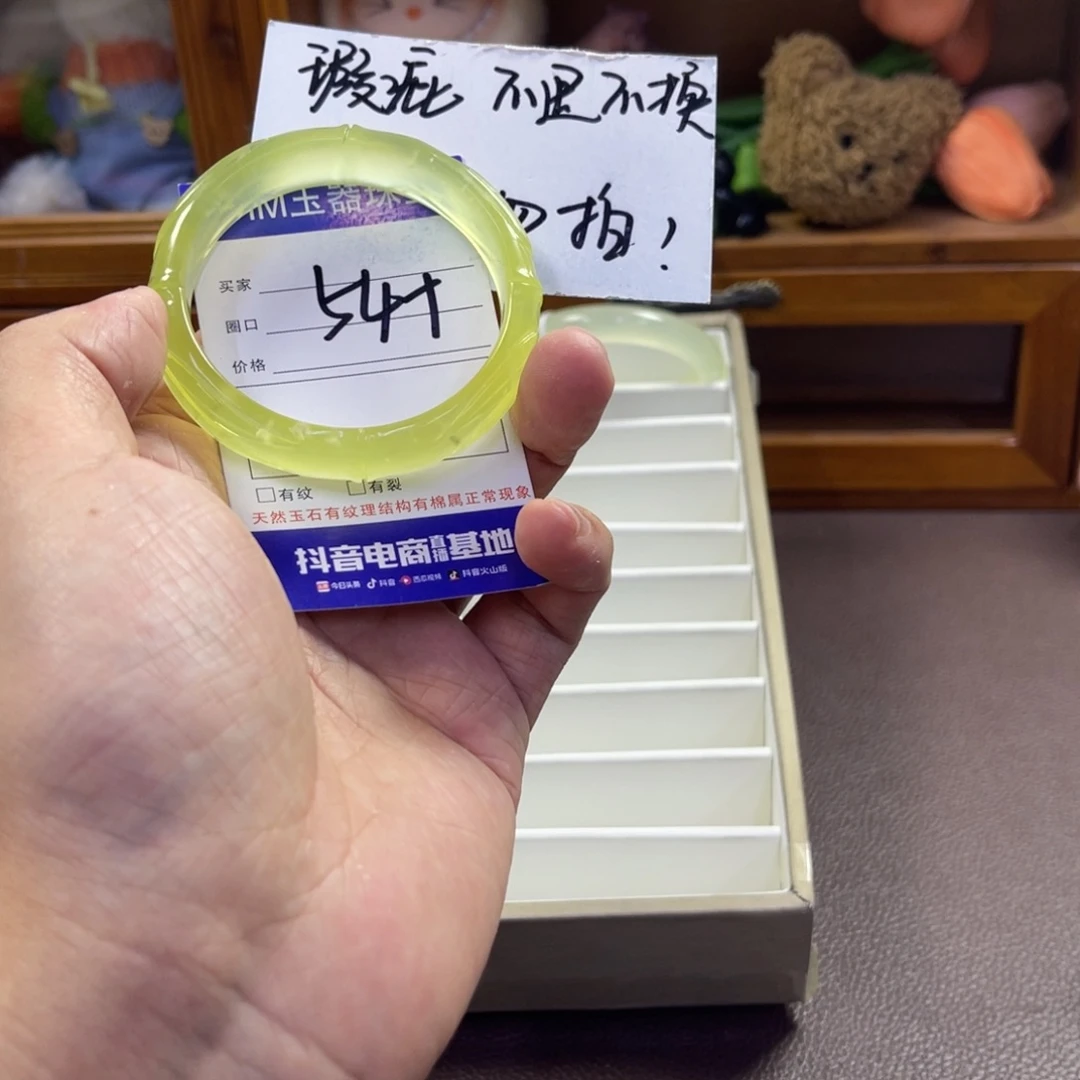 瑕疵 不退不换
勿拍!
IM玉器珠
买家
圈口
54+
价格
□有纹 □有裂
天然玉石有纹理结构有棉属正常现象
抖音电商直播基地
今日头条 抖音 西瓜视频 抖音火山版